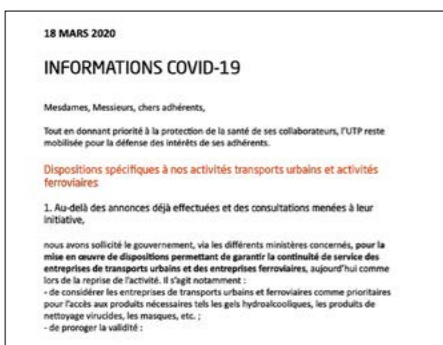 18 MARS 2020
INFORMATIONS COVID-19
Mesdames, Messieurs, chers adhérents,
Tout en donnant priorité à la protection de la santé de ses collaborateurs, l'UTP reste
mobilisée pour la défense des intérêts de ses adhérents.
Dispositions spécifiques à nos activités transports urbains et activités
ferroviaires
1. Au-delà des annonces déjà effectuées et des consultations menées à leur
initiative,
nous avons sollicité le gouvernement, via les différents ministères concernés, pour la
mise en œuvre de dispositions permettant de garantir la continuité de service des
entreprises de transports urbains et des entreprises ferroviaires, aujourd'hui comme
lors de la reprise de l'activité. Il s'agit notamment :
- de considérer les entreprises de transports urbains et ferroviaires comme prioritaires
pour l'accès aux produits nécessaires tels les gels hydroalcooliques, les produits de
nettoyage virucides, les masques, etc. ;
- de proroger la validité :